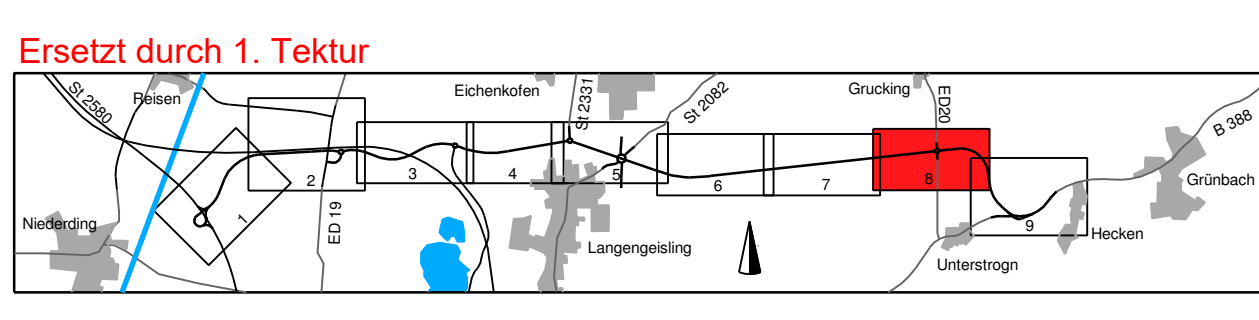 Ersetzt durch 1. Tektur
St 2580
Reisen
Eichenkofen
St 2331
St 2082
Grucking
ED20
B 388
Grünbach
Niederding
1
2
ED 19
3
4
5
6
7
8
9
Langengeisling
Hecken
Unterstrogn